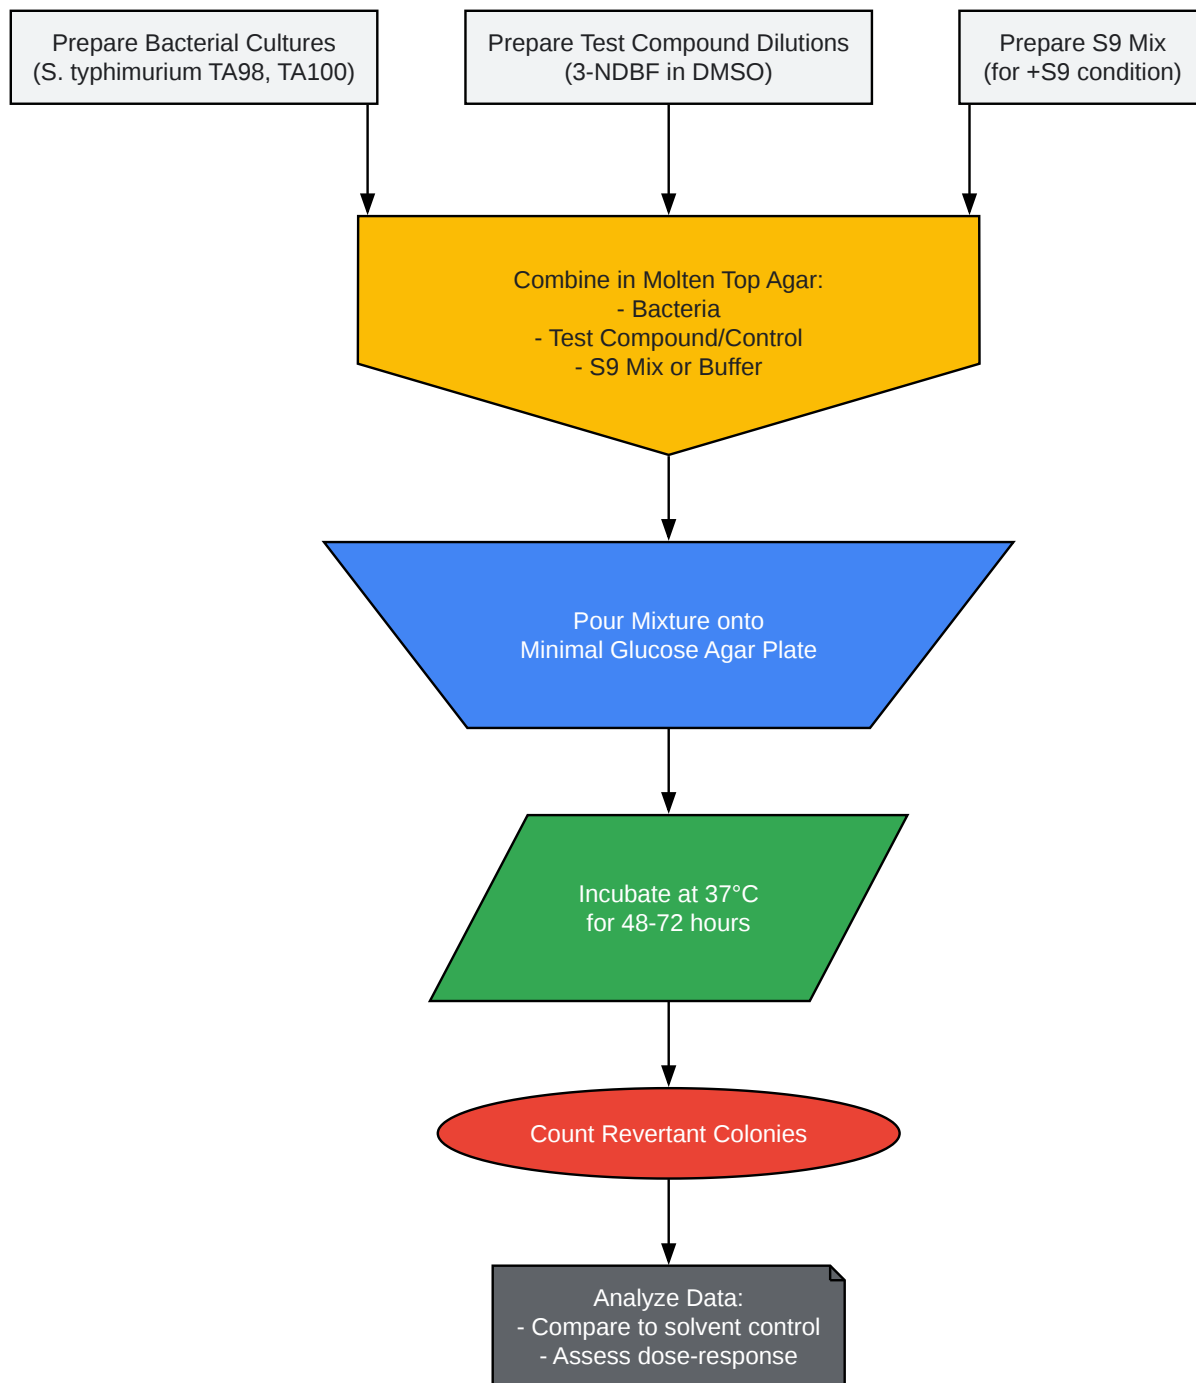 Prepare Bacterial Cultures
(S. typhimurium TA98, TA100)
Prepare Test Compound Dilutions
(3-NDBF in DMSO)
Prepare S9 Mix
(for +S9 condition)
Combine in Molten Top Agar:
- Bacteria
- Test Compound/Control
- S9 Mix or Buffer
Pour Mixture onto
Minimal Glucose Agar Plate
Incubate at 37°C
for 48-72 hours
Count Revertant Colonies
Analyze Data:
- Compare to solvent control
- Assess dose-response